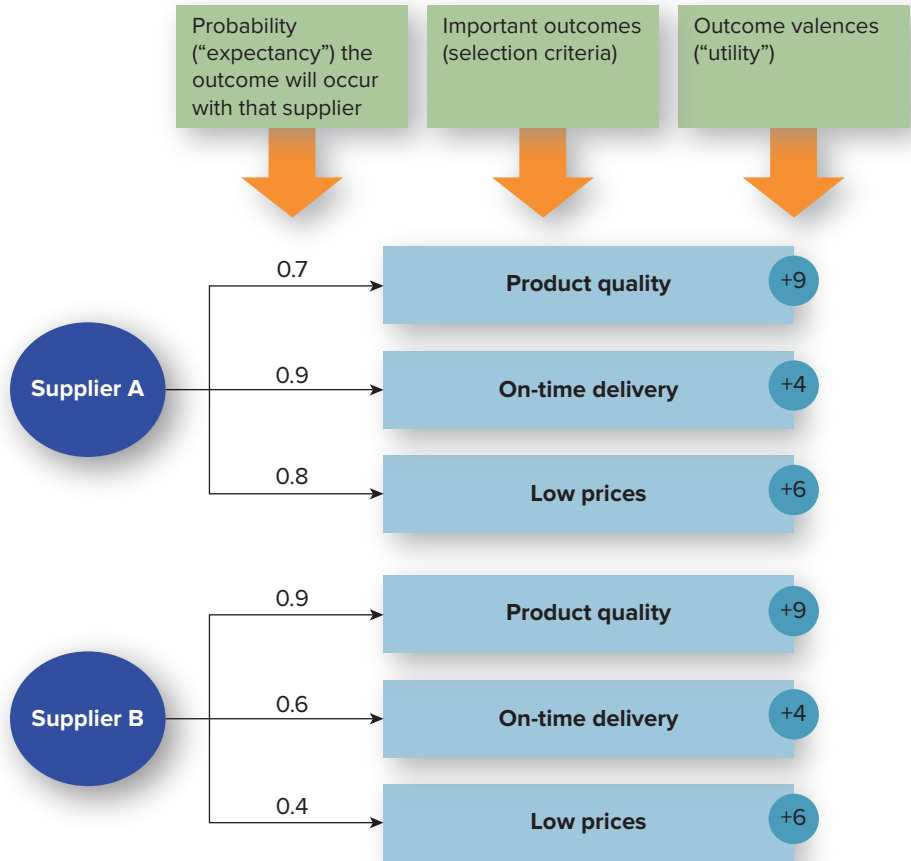 Probability
(“expectancy”) the
outcome will occur
with that supplier
Important outcomes
(selection criteria)
Outcome valences
(“utility”)
0.7
Product quality
+9
Supplier A
0.9
On-time delivery
+4
0.8
Low prices
+6
0.9
Product quality
+9
Supplier B
0.6
On-time delivery
+4
0.4
Low prices
+6